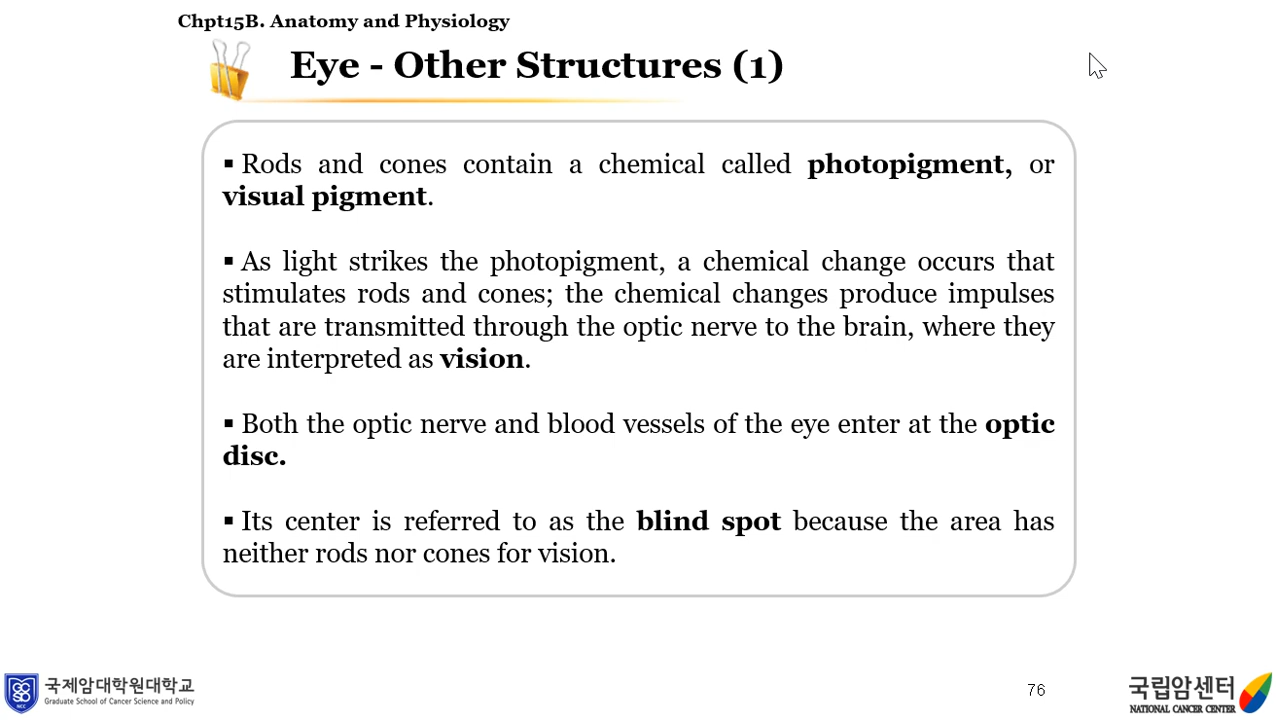 Chpt15B. Anatomy and Physiology
Eye - Other Structures (1)
▪ Rods and cones contain a chemical called photopigment, or
visual pigment.
▪ As light strikes the photopigment, a chemical change occurs that
stimulates rods and cones; the chemical changes produce impulses
that are transmitted through the optic nerve to the brain, where they
are interpreted as vision.
▪ Both the optic nerve and blood vessels of the eye enter at the optic
disc.
▪ Its center is referred to as the blind spot because the area has
neither rods nor cones for vision.
NCC
국제암대학원대학교
Graduate School of Cancer Science and Policy
76
국립암센터
NATIONAL CANCER CENTER